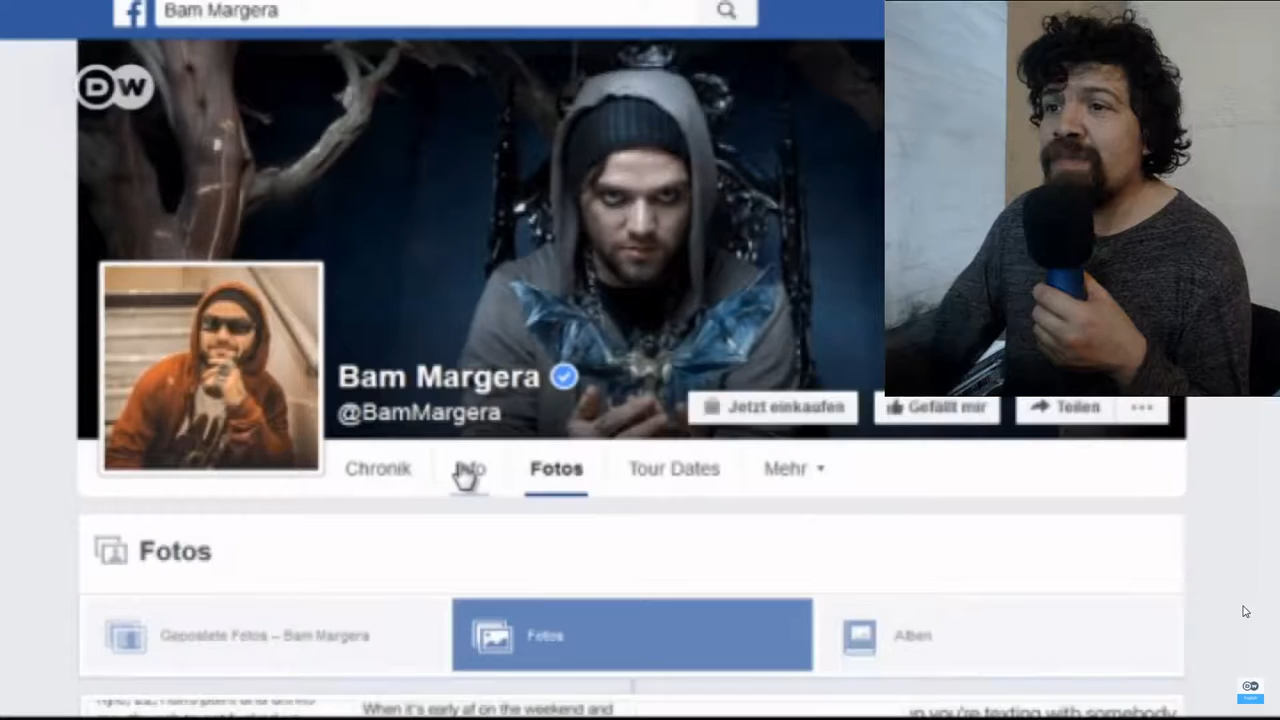 Bam Margera
DW
Bam Margera
@BamMargera
Jetzt einkaufen
Gefällt mir
Teilen
Chronik
Info
Fotos
Tour Dates
Mehr
Fotos
Gepostete Fotos – Bam Margera
Fotos
Alben
When it's early af on the weekend and
you're texting with somebody
DW